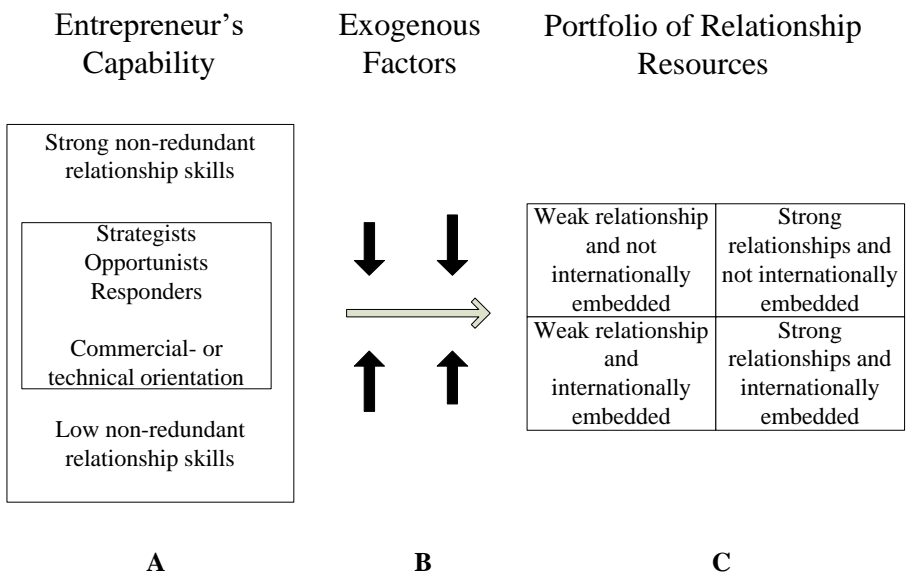 Entrepreneur's
Capability
Exogenous
Factors
Portfolio of Relationship
Resources
Strong non-redundant
relationship skills
Strategists
Opportunists
Responders
Commercial- or
technical orientation
Low non-redundant
relationship skills
Weak relationship
and not
internationally
embedded
Strong
relationships and
not internationally
embedded
Weak relationship
and
internationally
embedded
Strong
relationships and
internationally
embedded
A
B
C